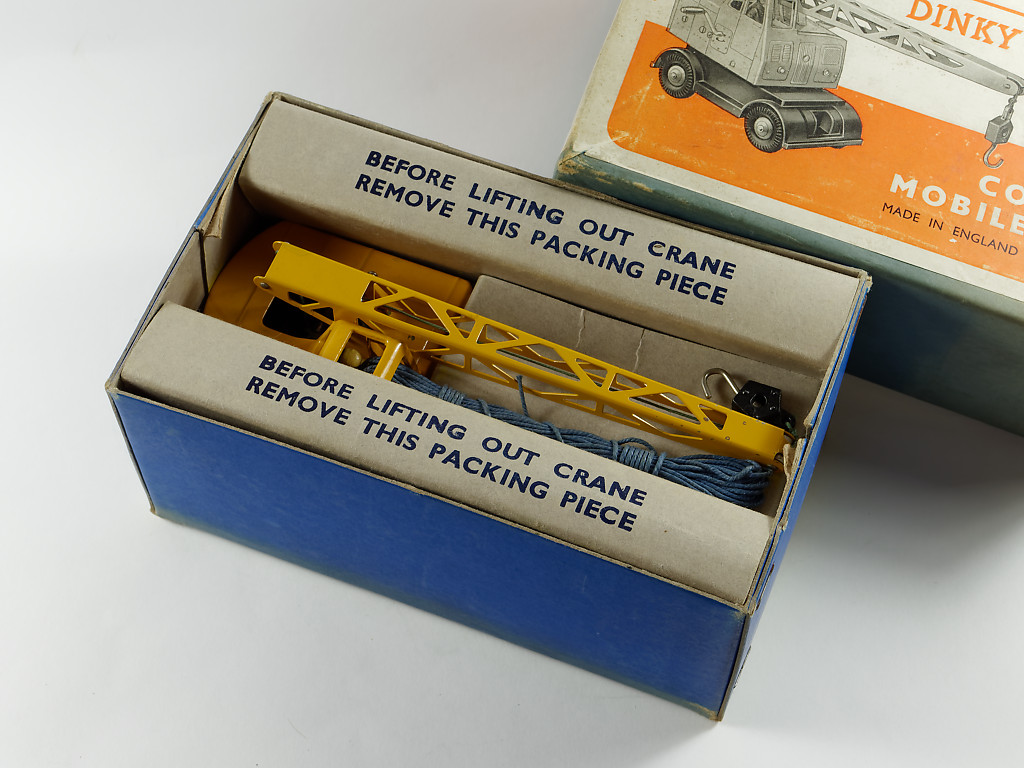 DINKY
CO
MOBILE
MADE IN ENGLAND
BEFORE LIFTING OUT CRANE
REMOVE THIS PACKING PIECE
BEFORE LIFTING OUT CRANE
REMOVE THIS PACKING PIECE